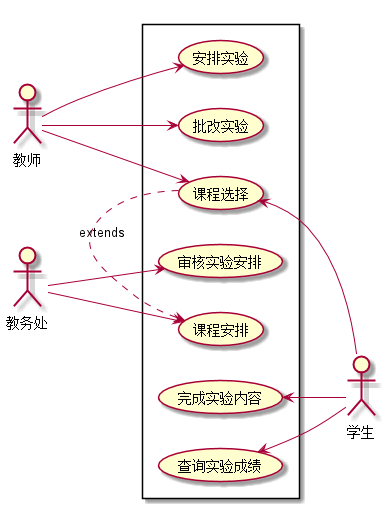 安排实验
教师
批改实验
课程选择
extends
审核实验安排
教务处
课程安排
完成实验内容
学生
查询实验成绩